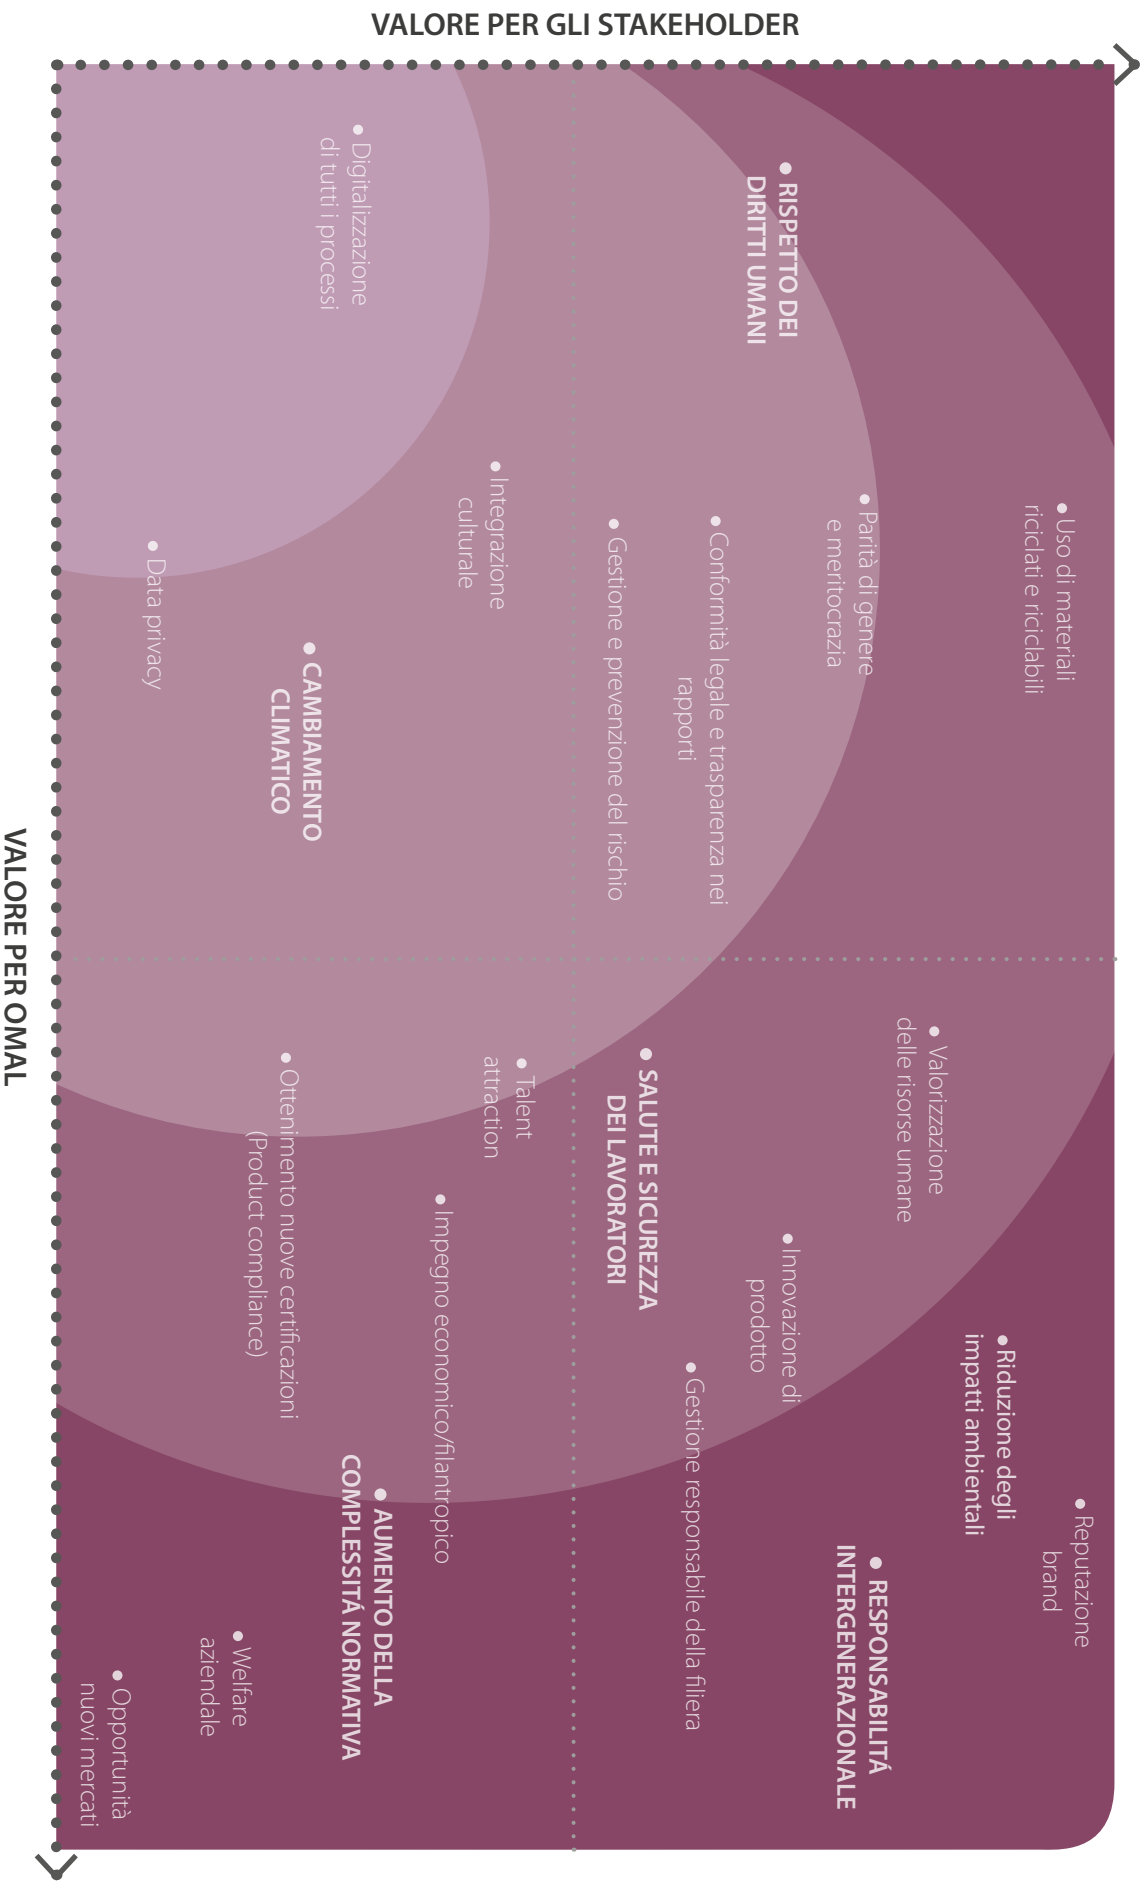 VALORE PER GLI STAKEHOLDER
Reputazione
brand
Uso di materiali
riciclati e riciclabili
Riduzione degli
impatti ambientali
Valorizzazione
delle risorse umane
RESPONSABILITÁ
INTERGENERAZIONALE
Parità di genere
e meritocrazia
RISPETTO DEI
DIRITTI UMANI
Innovazione di
prodotto
Conformità legale e trasparenza nei
rapporti
Gestione responsabile della filiera
SALUTE E SICUREZZA
DEI LAVORATORI
Gestione e prevenzione del rischio
Talent
attraction
Integrazione
culturale
Impegno economico/filantropico
AUMENTO DELLA
COMPLESSITÁ NORMATIVA
Digitalizzazione
di tutti i processi
CAMBIAMENTO
CLIMATICO
Ottenimento nuove certificazioni
(Product compliance)
Welfare
aziendale
Data privacy
Opportunità
nuovi mercati
VALORE PER OMAL